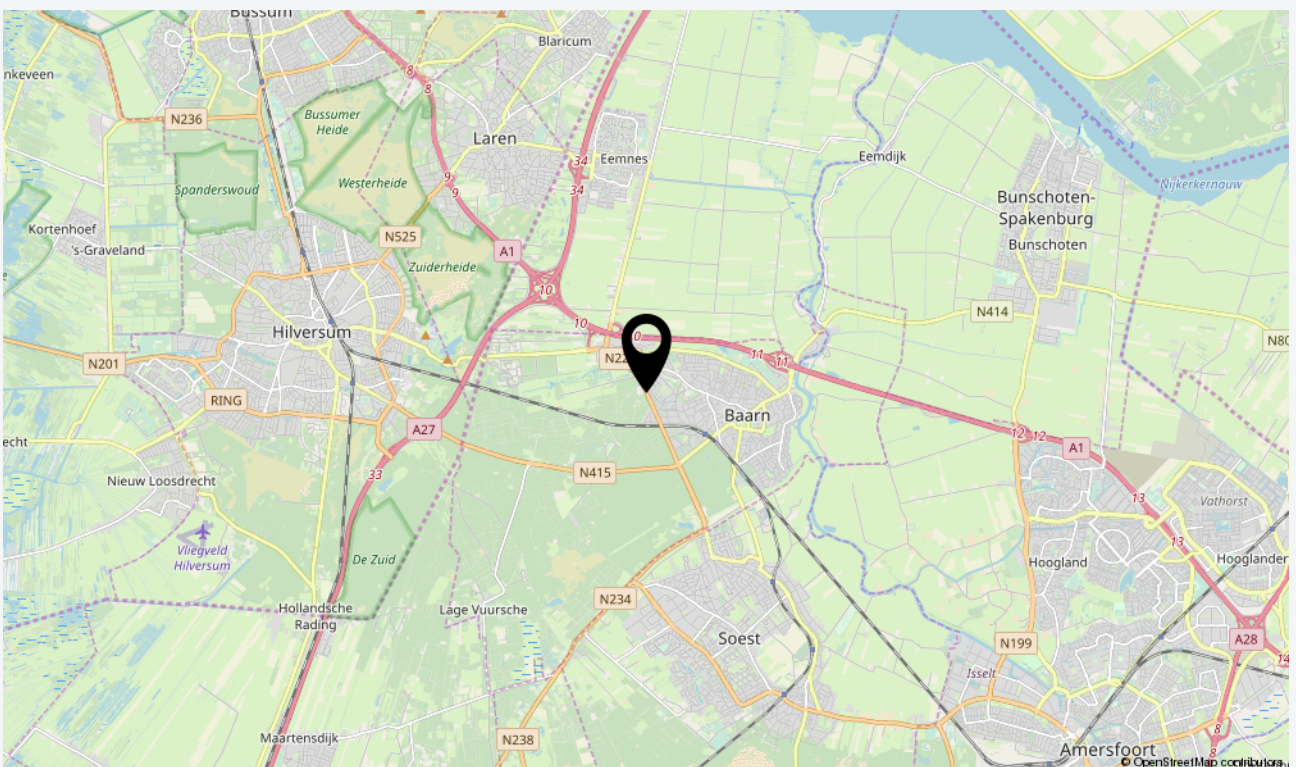 Bussum
Blaricum
nkeveen
8
8
N236
Bussumer
Heide
Laren
34
Eemnes
Eemdijk
Spanderswoud
Westerheide
9
9
34
Nijkerkernauw
Bunschoten-
Spakenburg
Kortenhoef
's-Graveland
N525
A1
Bunschoten
Zuiderheide
10
N414
10
0
Hilversum
N80
N201
N22
11
11
RING
Baarn
A27
12
12
A1
echt
33
N415
Nieuw Loosdrecht
13
Vathorst
Vliegveld
Hilversum
De Zuid
13
Hoogland
Hooglander
Hollandsche
Rading
Lage Vuursche
N234
Soest
N199
A28
14
Isselt
Maartensdijk
N238
8
8
Amersfoort
© OpenStreetMap contributors